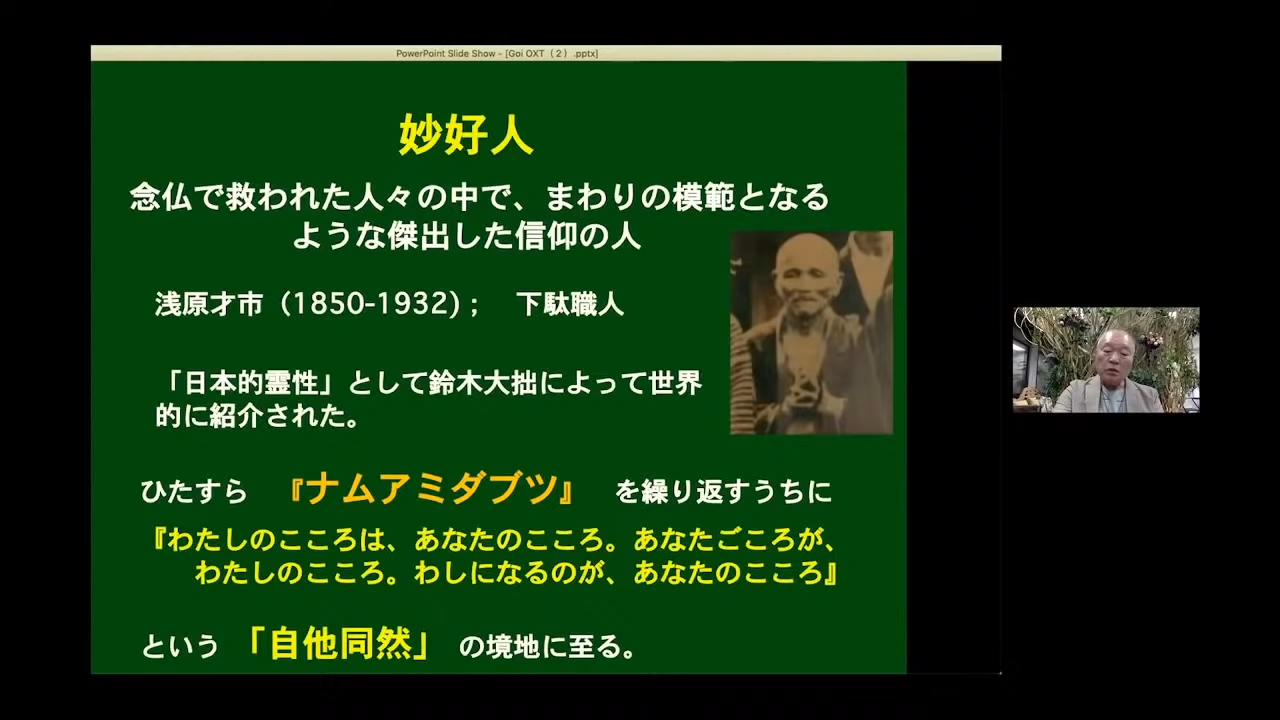 PowerPoint Slide Show - [Goi OXT（2）.pptx]
妙好人
念仏で救われた人々の中で、まわりの模範となる
ような傑出した信仰の人
浅原才市（1850-1932)； 下駄職人
「日本的霊性」として鈴木大拙によって世界
的に紹介された。
ひたすら 『ナムアミダブツ』 を繰り返すうちに
『わたしのこころは、あなたのこころ。あなたごころが、
わたしのこころ。わしになるのが、あなたのこころ』
という 「自他同然」 の境地に至る。